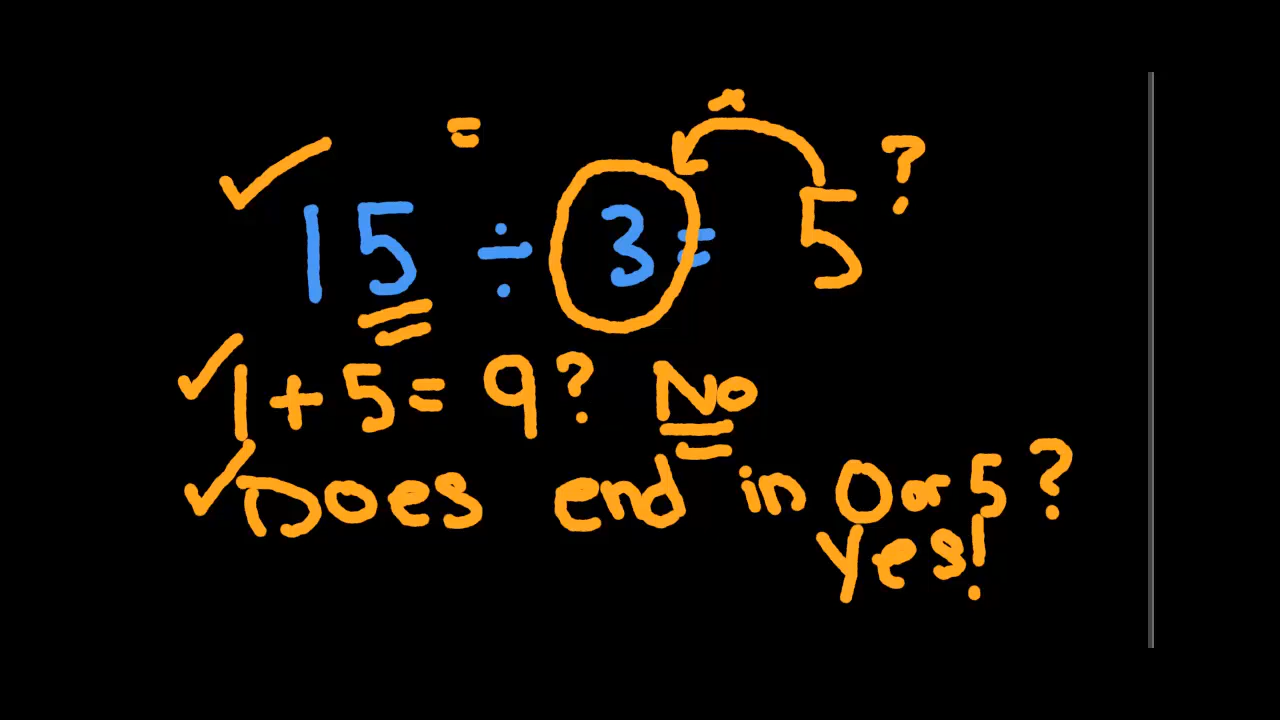 =
x
✓ 15 ÷ 3 = 5 ?
✓ 1 + 5 = 9 ? No
✓ Does end in 0 or 5 ?
Yes!